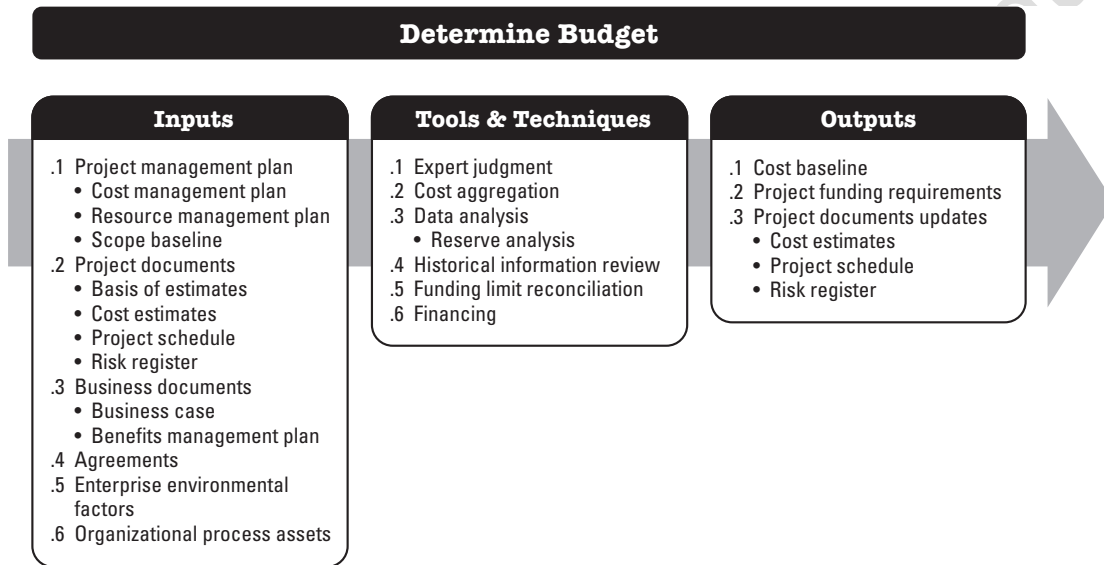 Determine Budget
Inputs
.1 Project management plan
• Cost management plan
• Resource management plan
• Scope baseline
.2 Project documents
• Basis of estimates
• Cost estimates
• Project schedule
• Risk register
.3 Business documents
• Business case
• Benefits management plan
.4 Agreements
.5 Enterprise environmental
factors
.6 Organizational process assets
Tools & Techniques
.1 Expert judgment
.2 Cost aggregation
.3 Data analysis
• Reserve analysis
.4 Historical information review
.5 Funding limit reconciliation
.6 Financing
Outputs
.1 Cost baseline
.2 Project funding requirements
.3 Project documents updates
• Cost estimates
• Project schedule
• Risk register